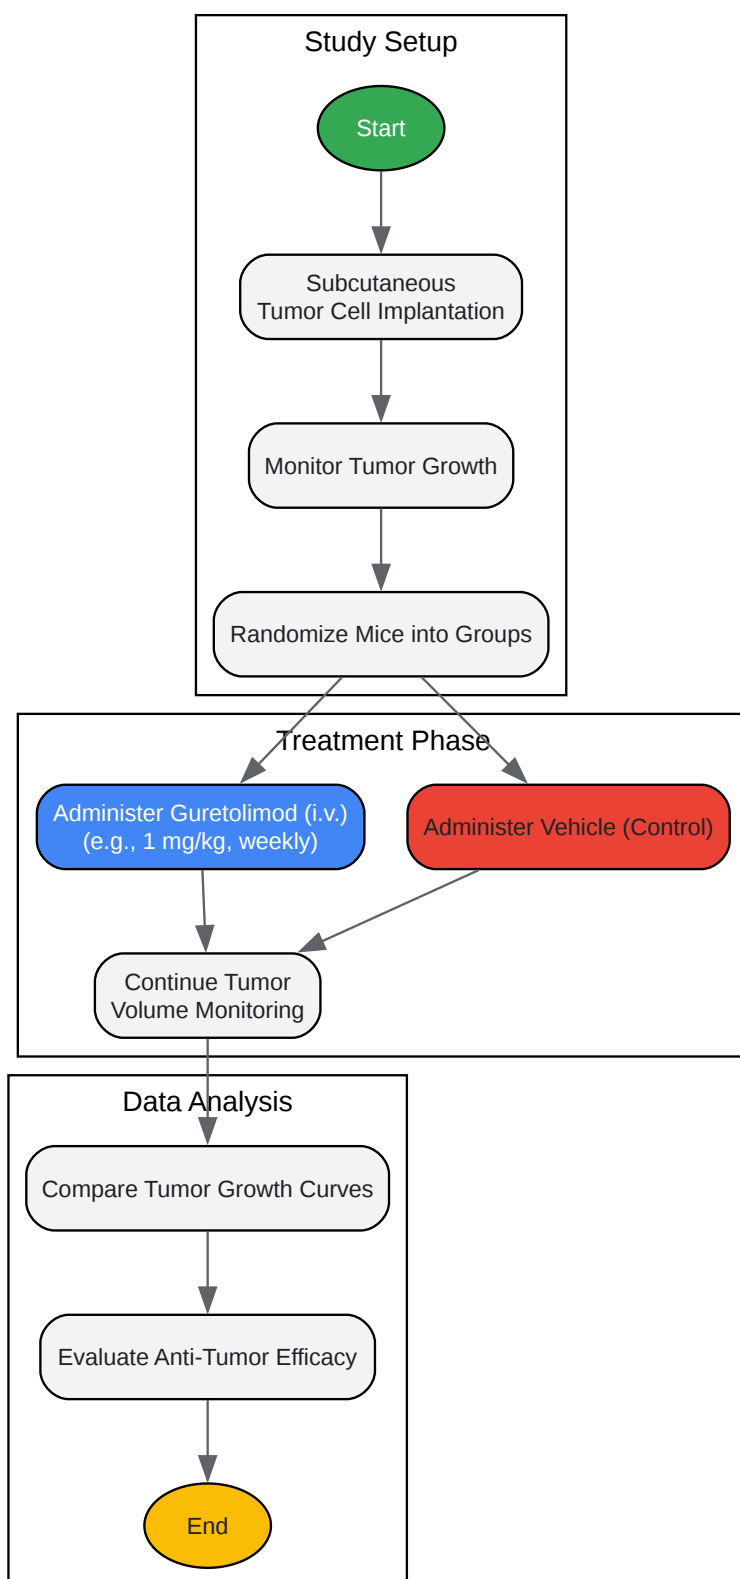 Study Setup
Start
Subcutaneous
Tumor Cell Implantation
Monitor Tumor Growth
Randomize Mice into Groups
Treatment Phase
Administer Guretolimod (i.v.)
(e.g., 1 mg/kg, weekly)
Administer Vehicle (Control)
Continue Tumor
Volume Monitoring
Data Analysis
Compare Tumor Growth Curves
Evaluate Anti-Tumor Efficacy
End